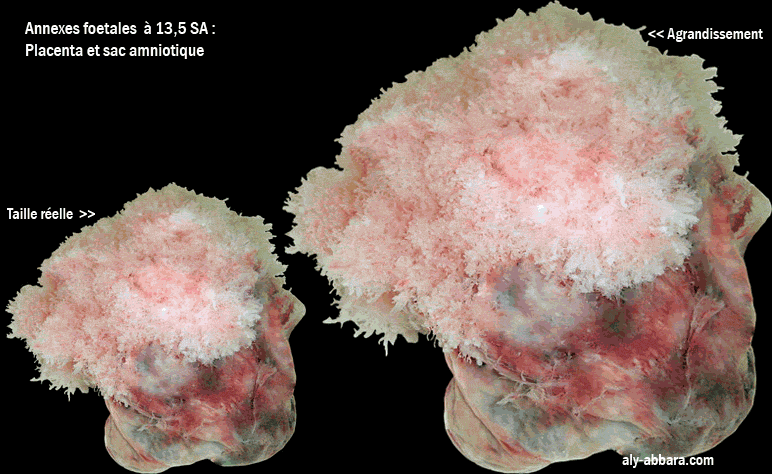 Annexes foetales à 13,5 SA :
Placenta et sac amniotique
<< Agrandissement
Taille réelle >>
aly-abbara.com